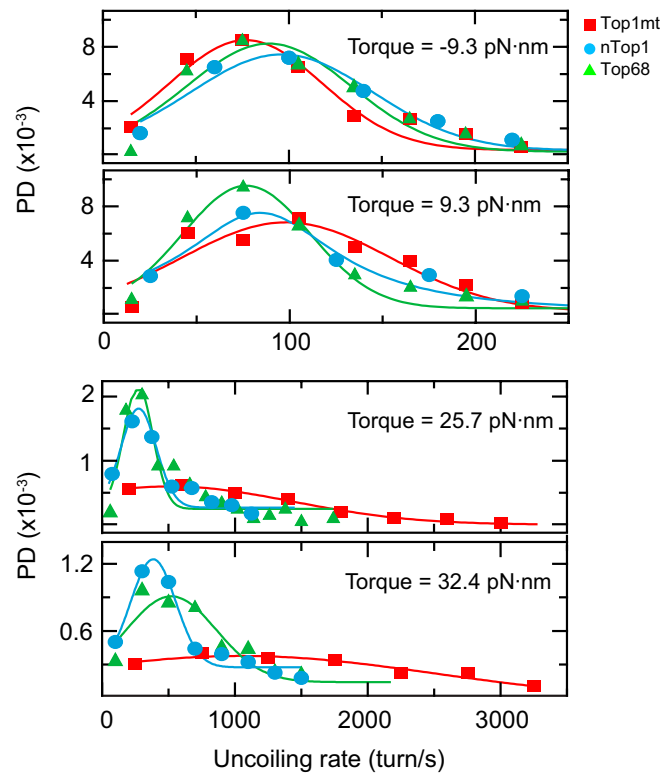 Top1mt
nTop1
Top68
PD (x10⁻³)
8
4
Torque = -9.3 pN·nm
8
4
Torque = 9.3 pN·nm
0
100
200
PD (x10⁻³)
2
1
Torque = 25.7 pN·nm
1.2
0.6
Torque = 32.4 pN·nm
0
1000
2000
3000
Uncoiling rate (turn/s)